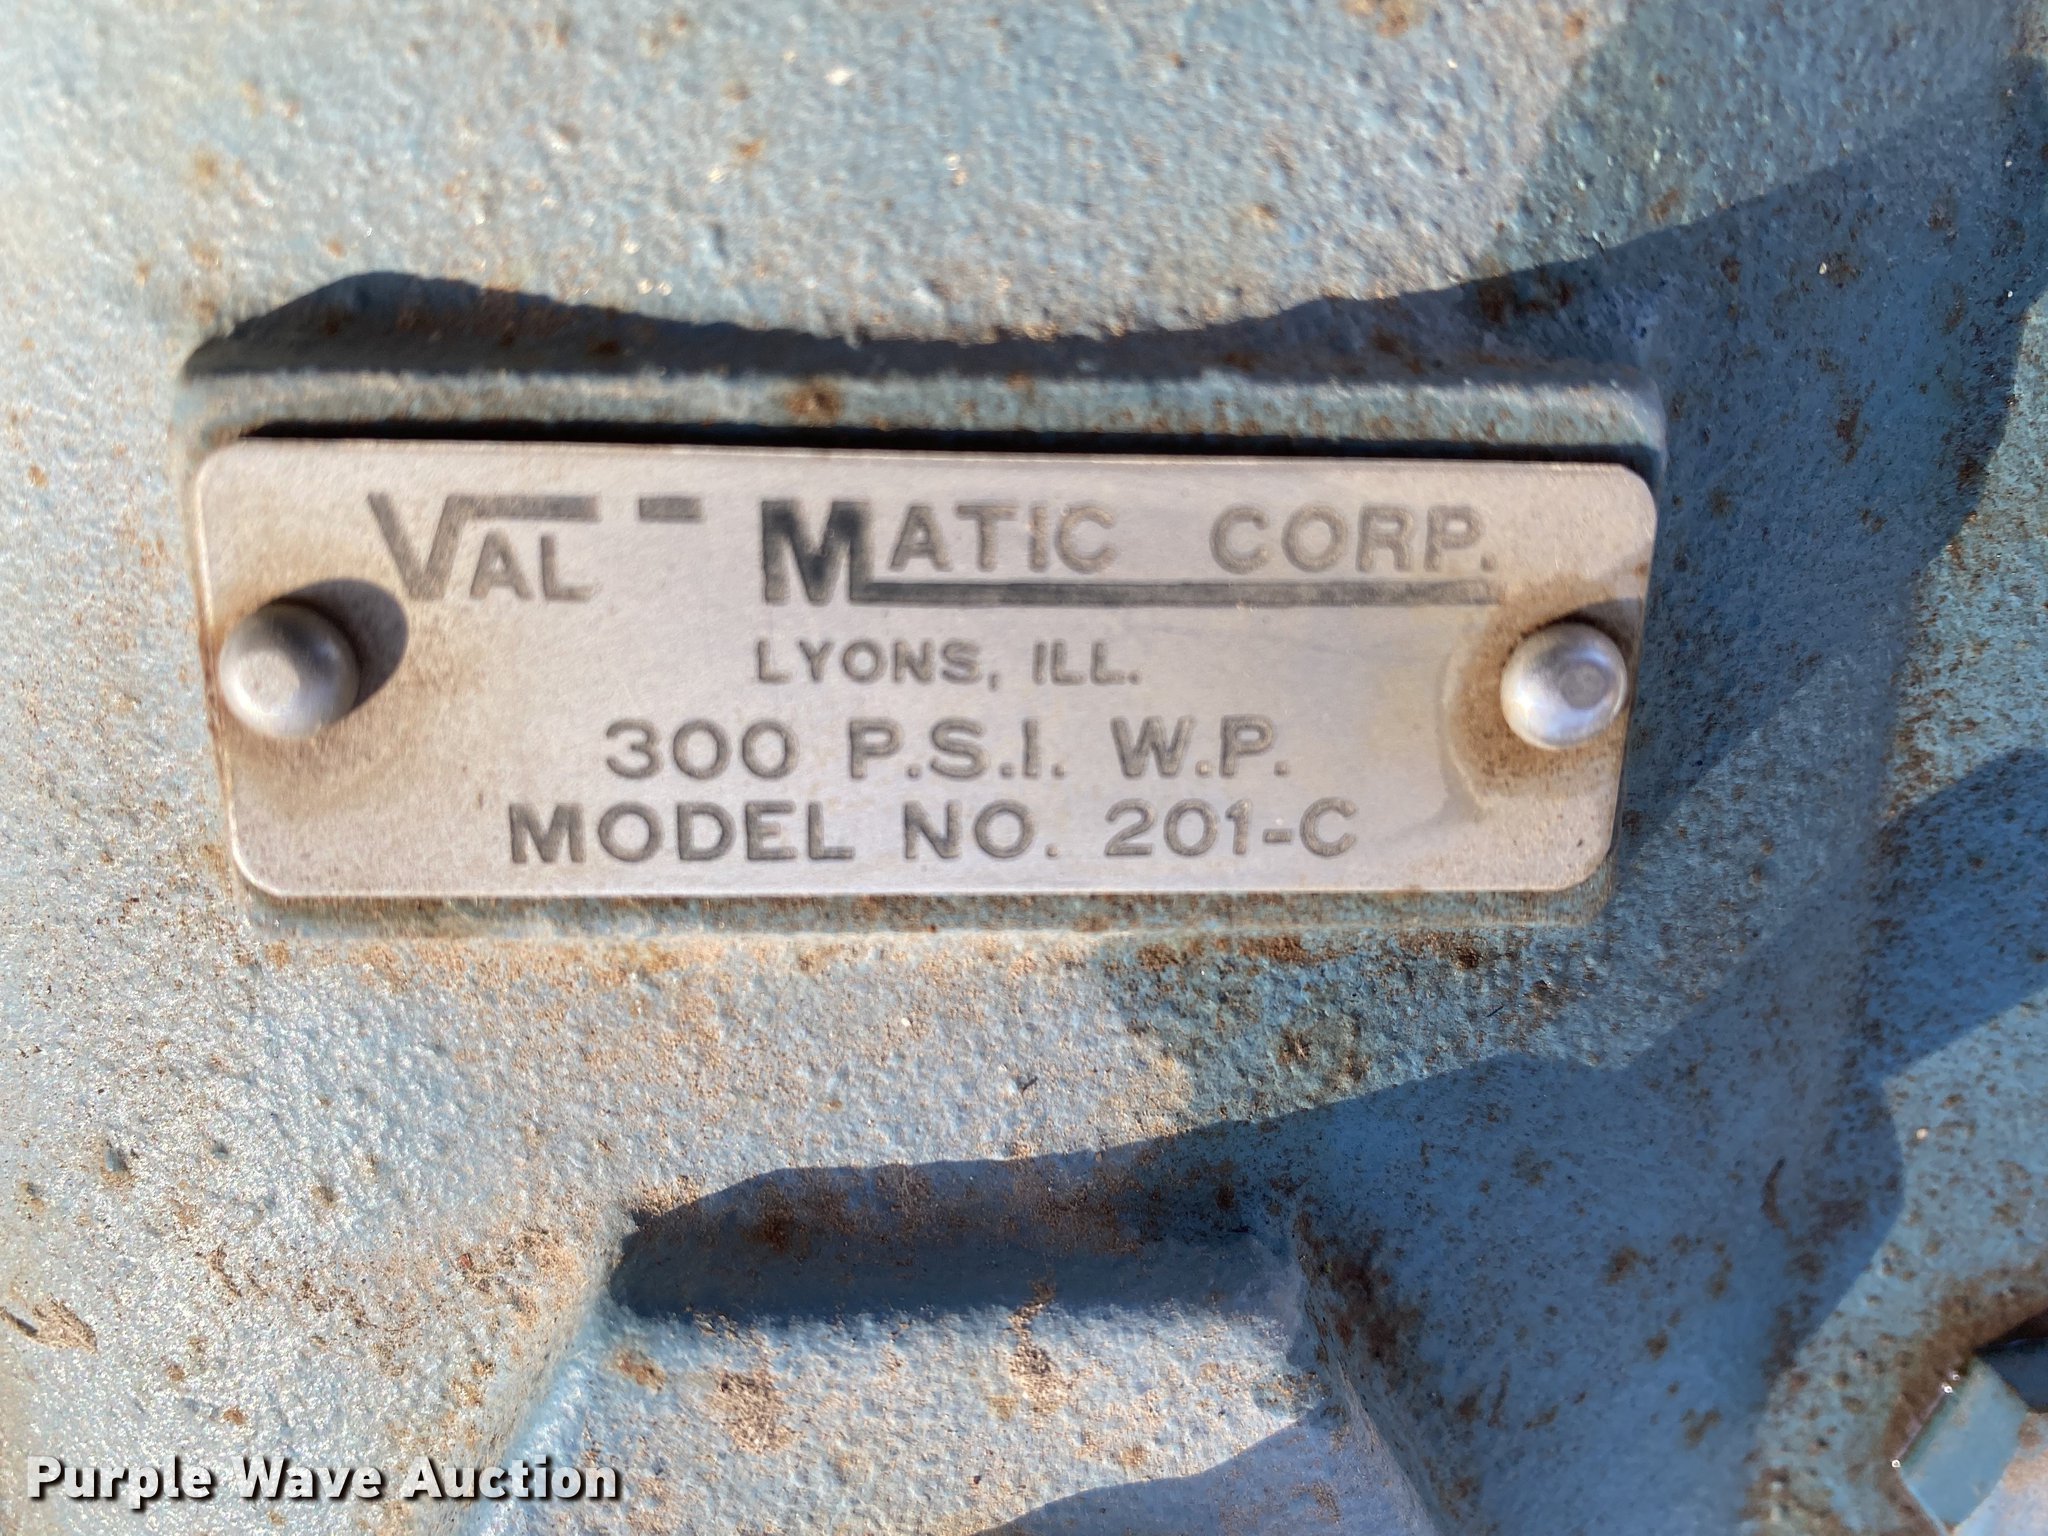 VAL-MATIC CORP.
LYONS, ILL.
300 P.S.I. W.P.
MODEL NO. 201-C
Purple Wave Auction